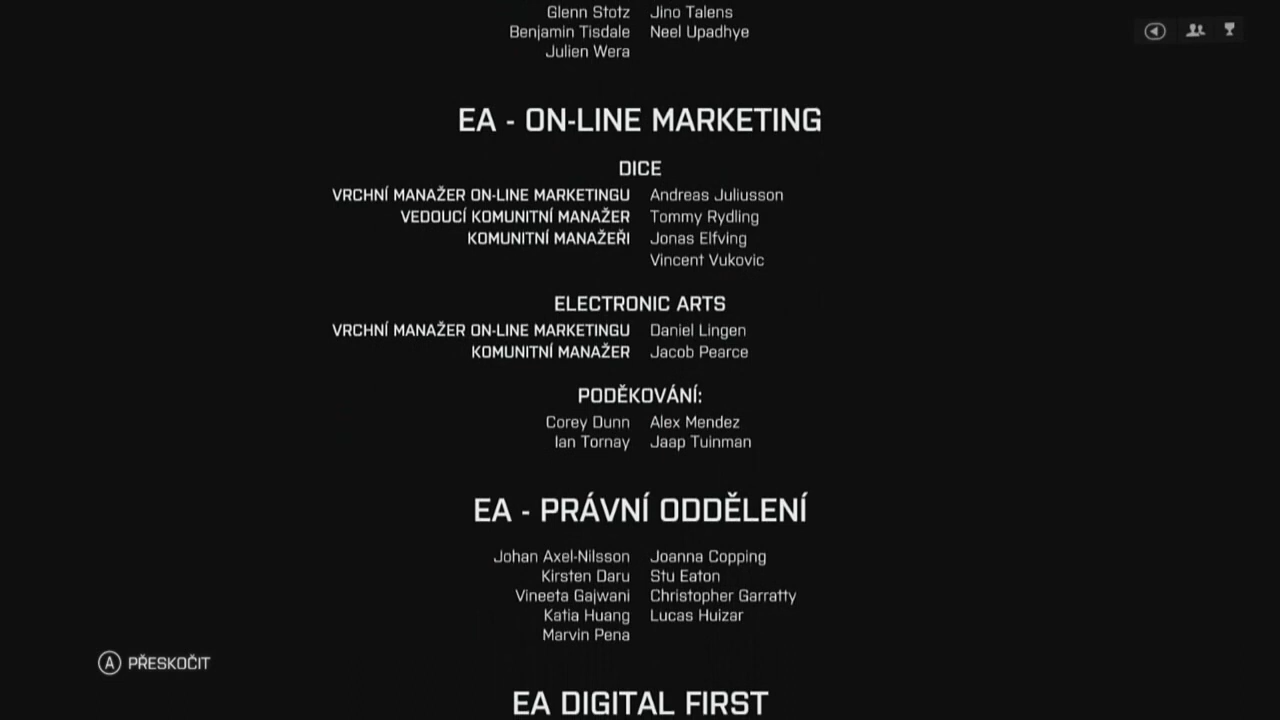 Glenn Stotz Jino Talens
Benjamin Tisdale Neel Upadhye
Julien Wera
EA - ON-LINE MARKETING
DICE
VRCHNÍ MANAŽER ON-LINE MARKETINGU Andreas Juliusson
VEDOUCÍ KOMUNITNÍ MANAŽER Tommy Rydling
KOMUNITNÍ MANAŽEŘI Jonas Elfving
Vincent Vukovic
ELECTRONIC ARTS
VRCHNÍ MANAŽER ON-LINE MARKETINGU Daniel Lingen
KOMUNITNÍ MANAŽER Jacob Pearce
PODĚKOVÁNÍ:
Corey Dunn Alex Mendez
Ian Tornay Jaap Tuinman
EA - PRÁVNÍ ODDĚLENÍ
Johan Axel-Nilsson Joanna Copping
Kirsten Daru Stu Eaton
Vineeta Gajwani Christopher Garratty
Katia Huang Lucas Huizar
Marvin Pena
A PŘESKOČIT
EA DIGITAL FIRST